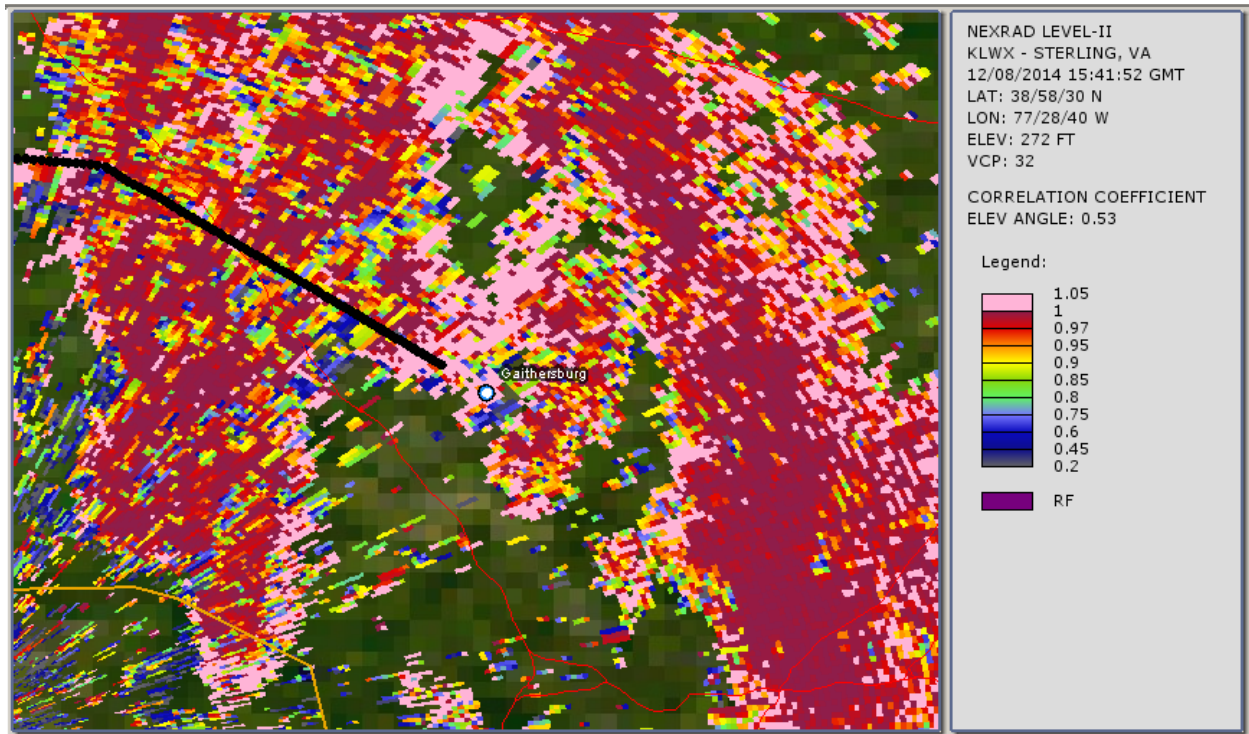 Gaithersburg
NEXRAD LEVEL-II
KLWX - STERLING, VA
12/08/2014 15:41:52 GMT
LAT: 38/58/30 N
LON: 77/28/40 W
ELEV: 272 FT
VCP: 32
CORRELATION COEFFICIENT
ELEV ANGLE: 0.53
Legend:
1.05
1
0.97
0.95
0.9
0.85
0.8
0.75
0.6
0.45
0.2
RF